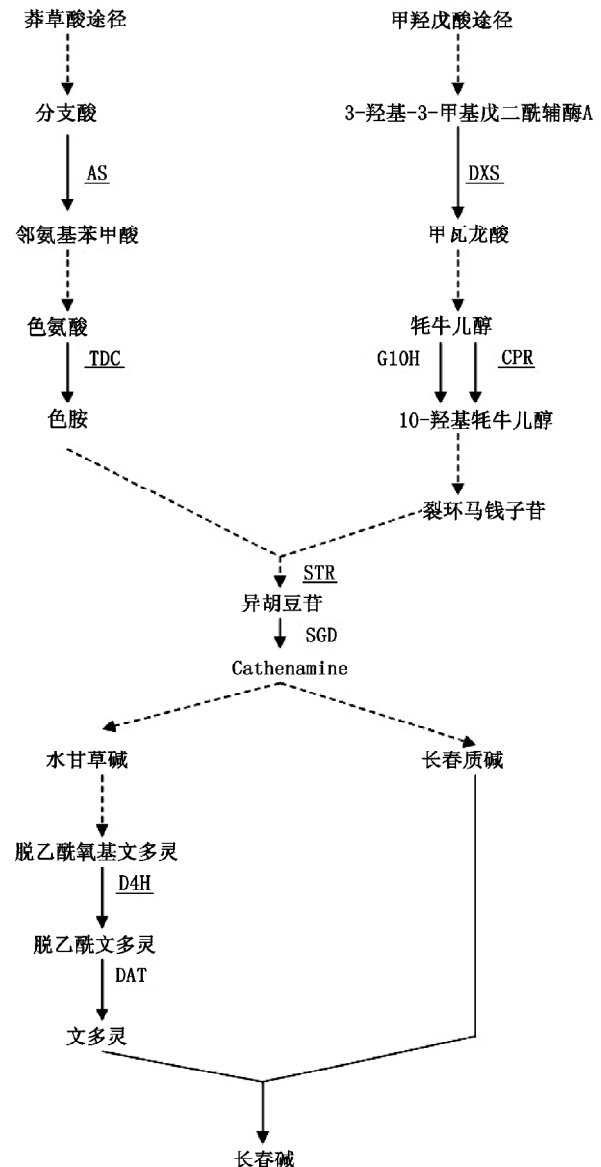 莽草酸途径
甲羟戊酸途径
分支酸
3-羟基-3-甲基戊二酰辅酶A
AS
DXS
邻氨基苯甲酸
甲瓦龙酸
色氨酸
牻牛儿醇
TDC
G10H
CPR
色胺
10-羟基牻牛儿醇
裂环马钱子苷
STR
异胡豆苷
SGD
Cathenamine
水甘草碱
长春质碱
脱乙酰氧基文多灵
D4H
脱乙酰文多灵
DAT
文多灵
长春碱